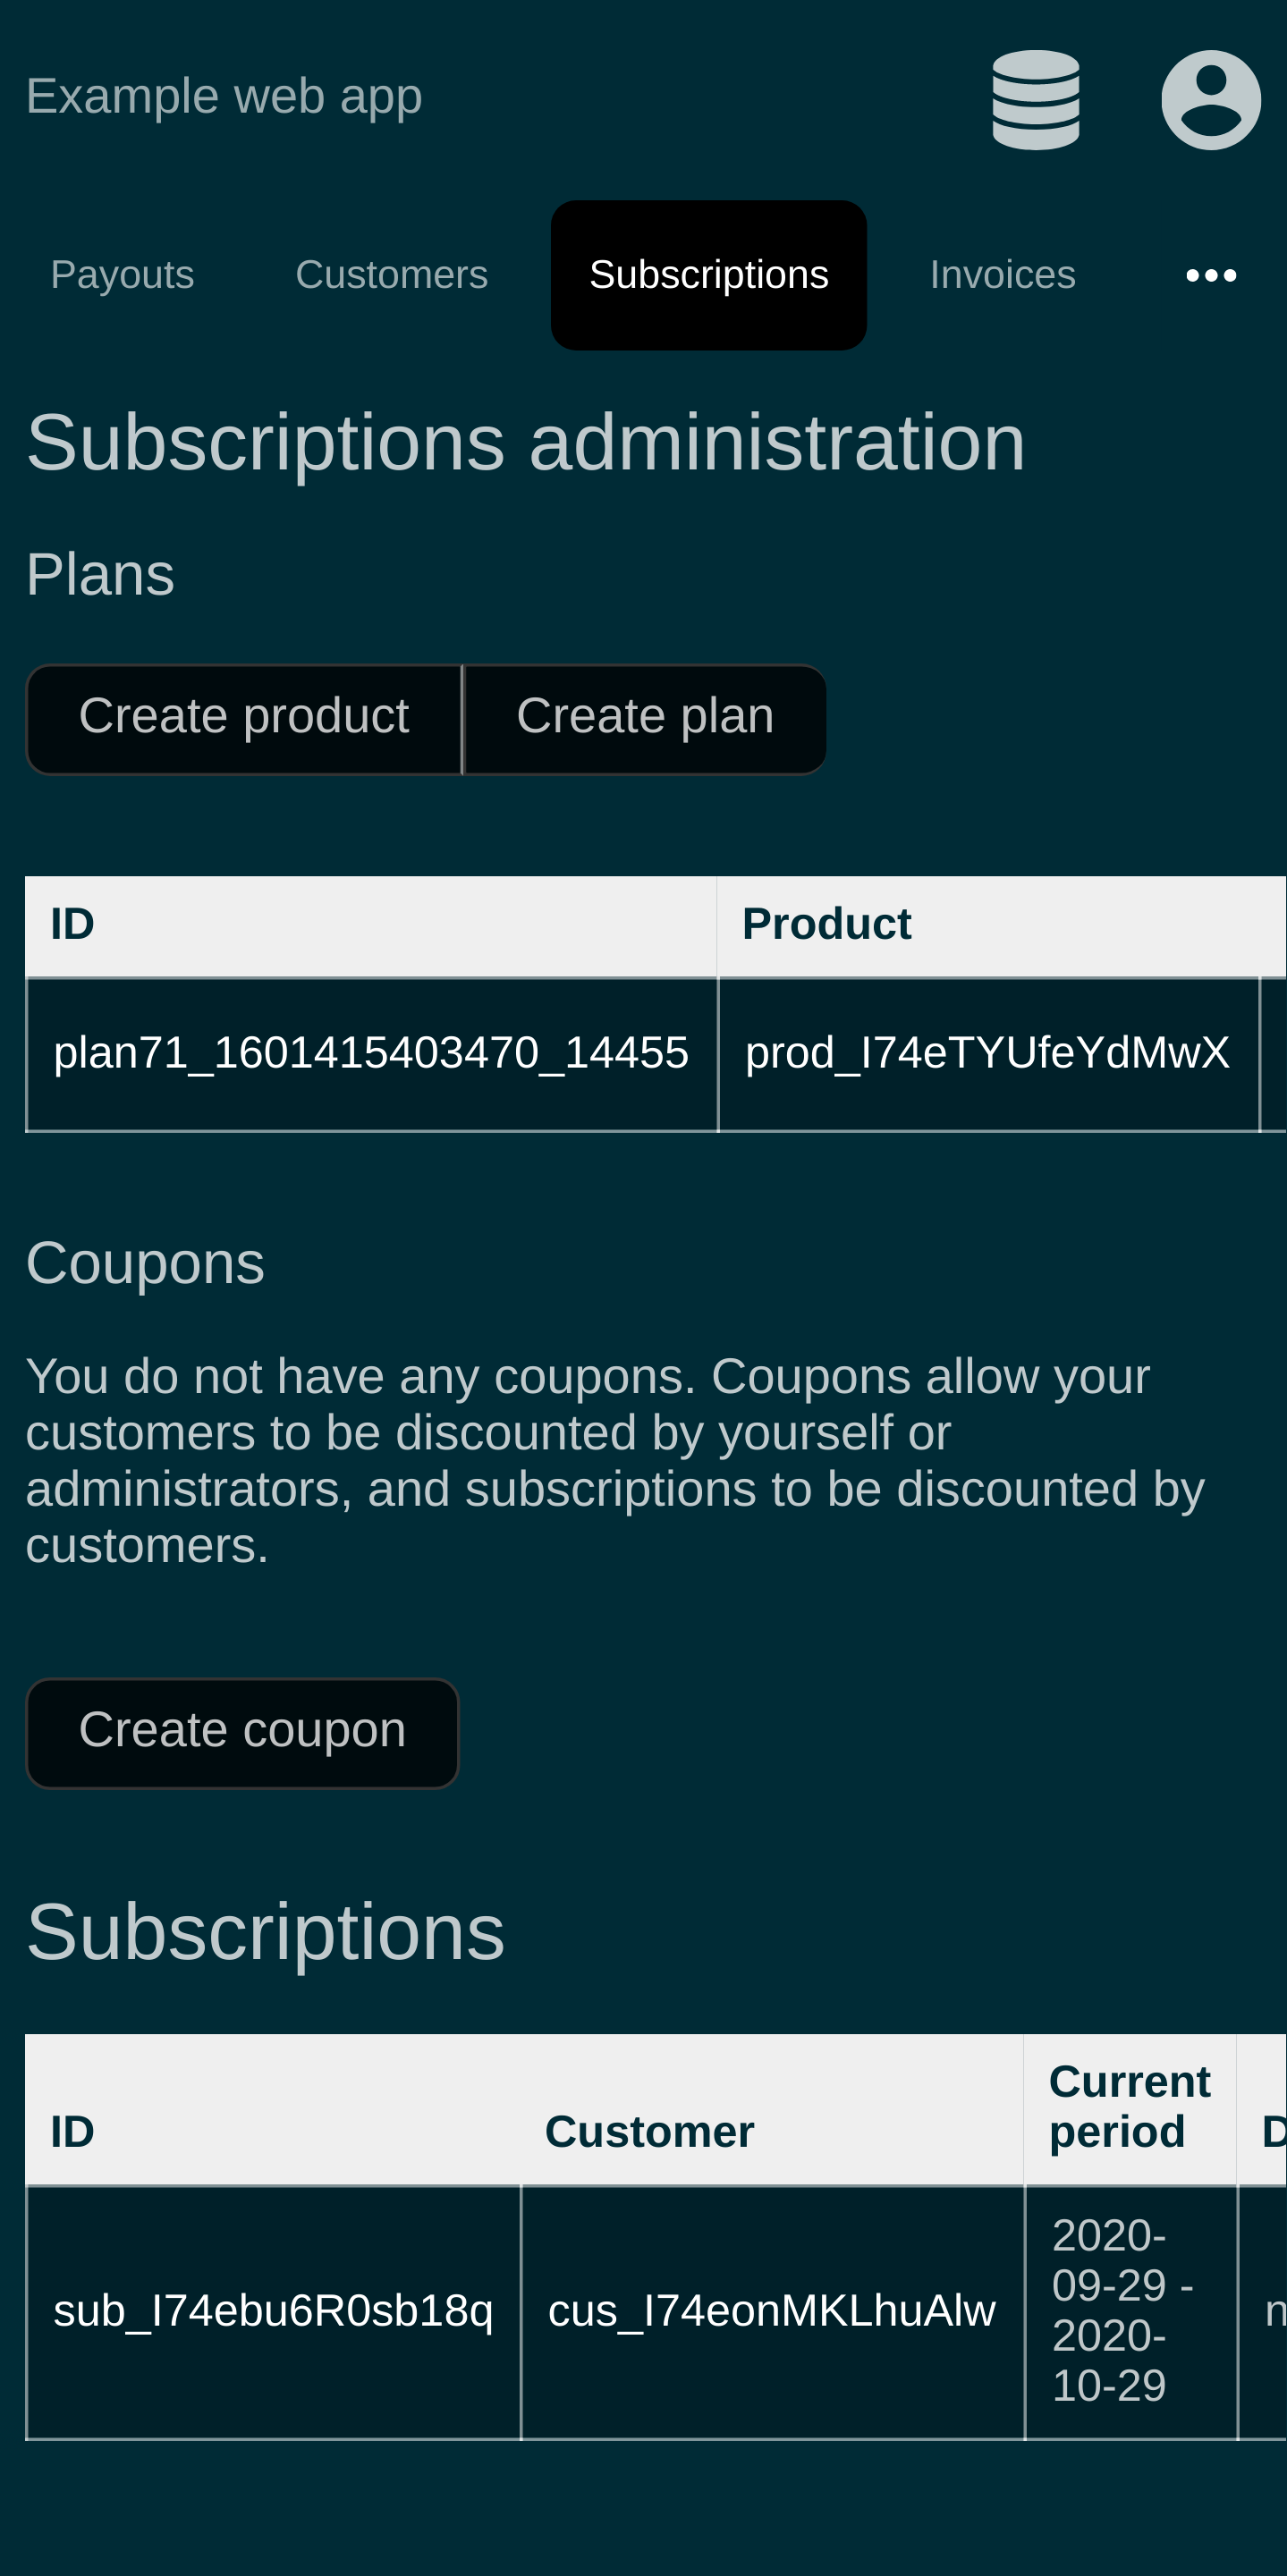 Example web app
Payouts Customers Subscriptions Invoices
Subscriptions administration
Plans
Create product Create plan
ID Product
plan71_1601415403470_14455 prod_I74eTYUfeYdMwX
Coupons
You do not have any coupons. Coupons allow your
customers to be discounted by yourself or
administrators, and subscriptions to be discounted by
customers.
Create coupon
Subscriptions
ID Customer Current
period
sub_I74ebu6R0sb18q cus_I74eonMKLhuAlw 2020-
09-29 -
2020-
10-29